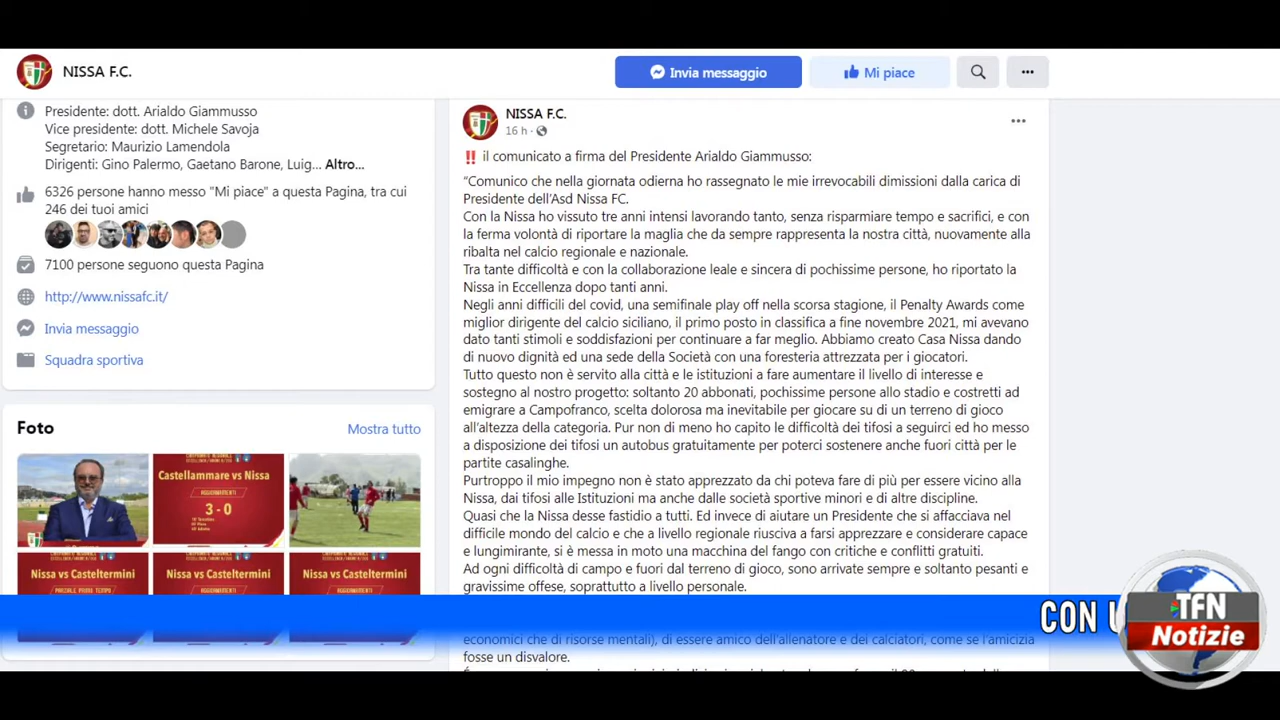 NISSA F.C.
Invia messaggio
Mi piace
Presidente: dott. Arialdo Giammusso
Vice presidente: dott. Michele Savoja
Segretario: Maurizio Lamendola
Dirigenti: Gino Palermo, Gaetano Barone, Luig... Altro...
6326 persone hanno messo "Mi piace" a questa Pagina, tra cui
246 dei tuoi amici
7100 persone seguono questa Pagina
http://www.nissafc.it/
Invia messaggio
Squadra sportiva
Foto
Mostra tutto
Castellammare vs Nissa
AGGIORNAMENTI
3 - 0
Nissa vs Casteltermini
Nissa vs Casteltermini
Nissa vs Casteltermini
NISSA F.C.
16 h ·
‼ il comunicato a firma del Presidente Arialdo Giammusso:
“Comunico che nella giornata odierna ho rassegnato le mie irrevocabili dimissioni dalla carica di
Presidente dell’Asd Nissa FC.
Con la Nissa ho vissuto tre anni intensi lavorando tanto, senza risparmiare tempo e sacrifici, e con
la ferma volontà di riportare la maglia che da sempre rappresenta la nostra città, nuovamente alla
ribalta nel calcio regionale e nazionale.
Tra tante difficoltà e con la collaborazione leale e sincera di pochissime persone, ho riportato la
Nissa in Eccellenza dopo tanti anni.
Negli anni difficili del covid, una semifinale play off nella scorsa stagione, il Penalty Awards come
miglior dirigente del calcio siciliano, il primo posto in classifica a fine novembre 2021, mi avevano
dato tanti stimoli e soddisfazioni per continuare a far meglio. Abbiamo creato Casa Nissa dando
di nuovo dignità ed una sede della Società con una foresteria attrezzata per i giocatori.
Tutto questo non è servito alla città e le istituzioni a fare aumentare il livello di interesse e
sostegno al nostro progetto: soltanto 20 abbonati, pochissime persone allo stadio e costretti ad
emigrare a Campofranco, scelta dolorosa ma inevitabile per giocare su di un terreno di gioco
all’altezza della categoria. Pur non di meno ho capito le difficoltà dei tifosi a seguirci ed ho messo
a disposizione dei tifosi un autobus gratuitamente per poterci sostenere anche fuori città per le
partite casalinghe.
Purtroppo il mio impegno non è stato apprezzato da chi poteva fare di più per essere vicino alla
Nissa, dai tifosi alle Istituzioni ma anche dalle società sportive minori e di altre discipline.
Quasi che la Nissa desse fastidio a tutti. Ed invece di aiutare un Presidente che si affacciava nel
difficile mondo del calcio e che a livello regionale riusciva a farsi apprezzare e considerare capace
e lungimirante, si è messa in moto una macchina del fango con critiche e conflitti gratuiti.
Ad ogni difficoltà di campo e fuori dal terreno di gioco, sono arrivate sempre e soltanto pesanti e
gravissime offese, soprattutto a livello personale.
economici che di risorse mentali), di essere amico dell’allenatore e dei calciatori, come se l’amicizia
fosse un disvalore.
CON
TFN
Notizie